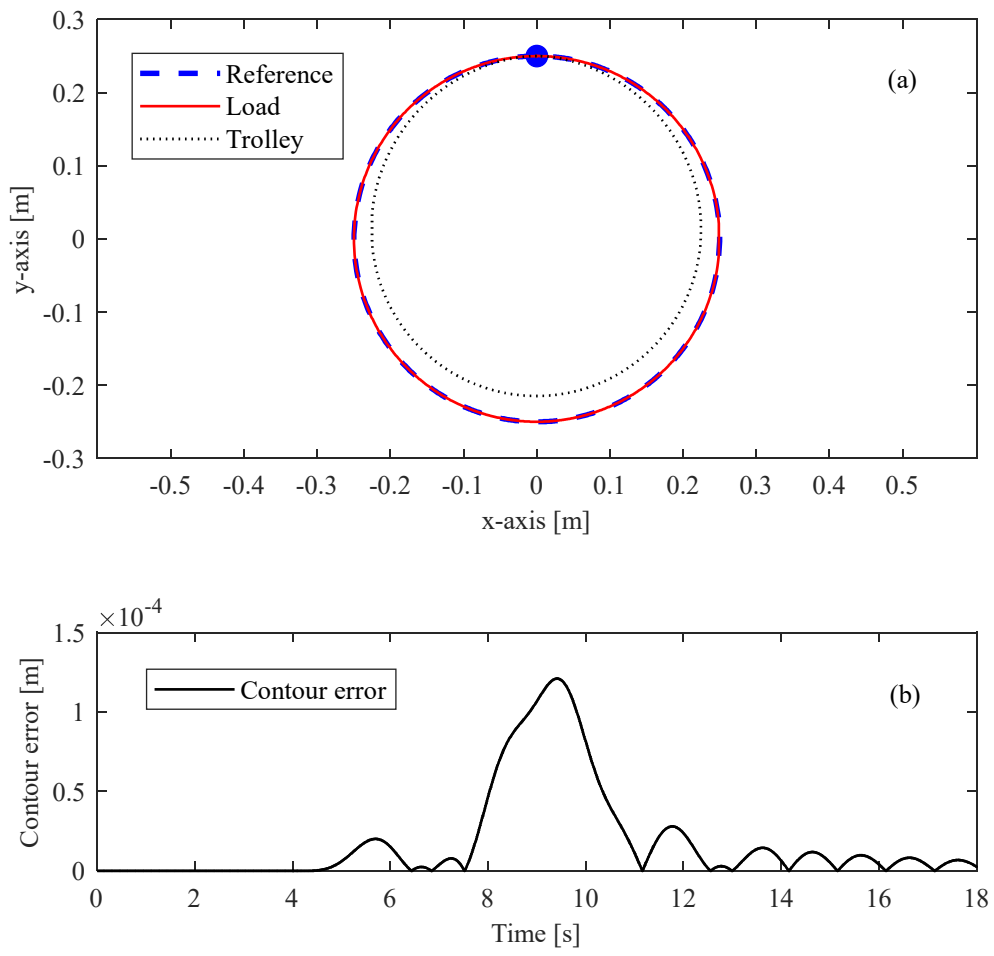 0.3
0.2
0.1
0
-0.1
-0.2
-0.3
y-axis [m]
Reference
Load
Trolley
(a)
-0.5 -0.4 -0.3 -0.2 -0.1 0 0.1 0.2 0.3 0.4 0.5
x-axis [m]
×10-4
1.5
1
0.5
0
Contour error [m]
Contour error
(b)
0 2 4 6 8 10 12 14 16 18
Time [s]